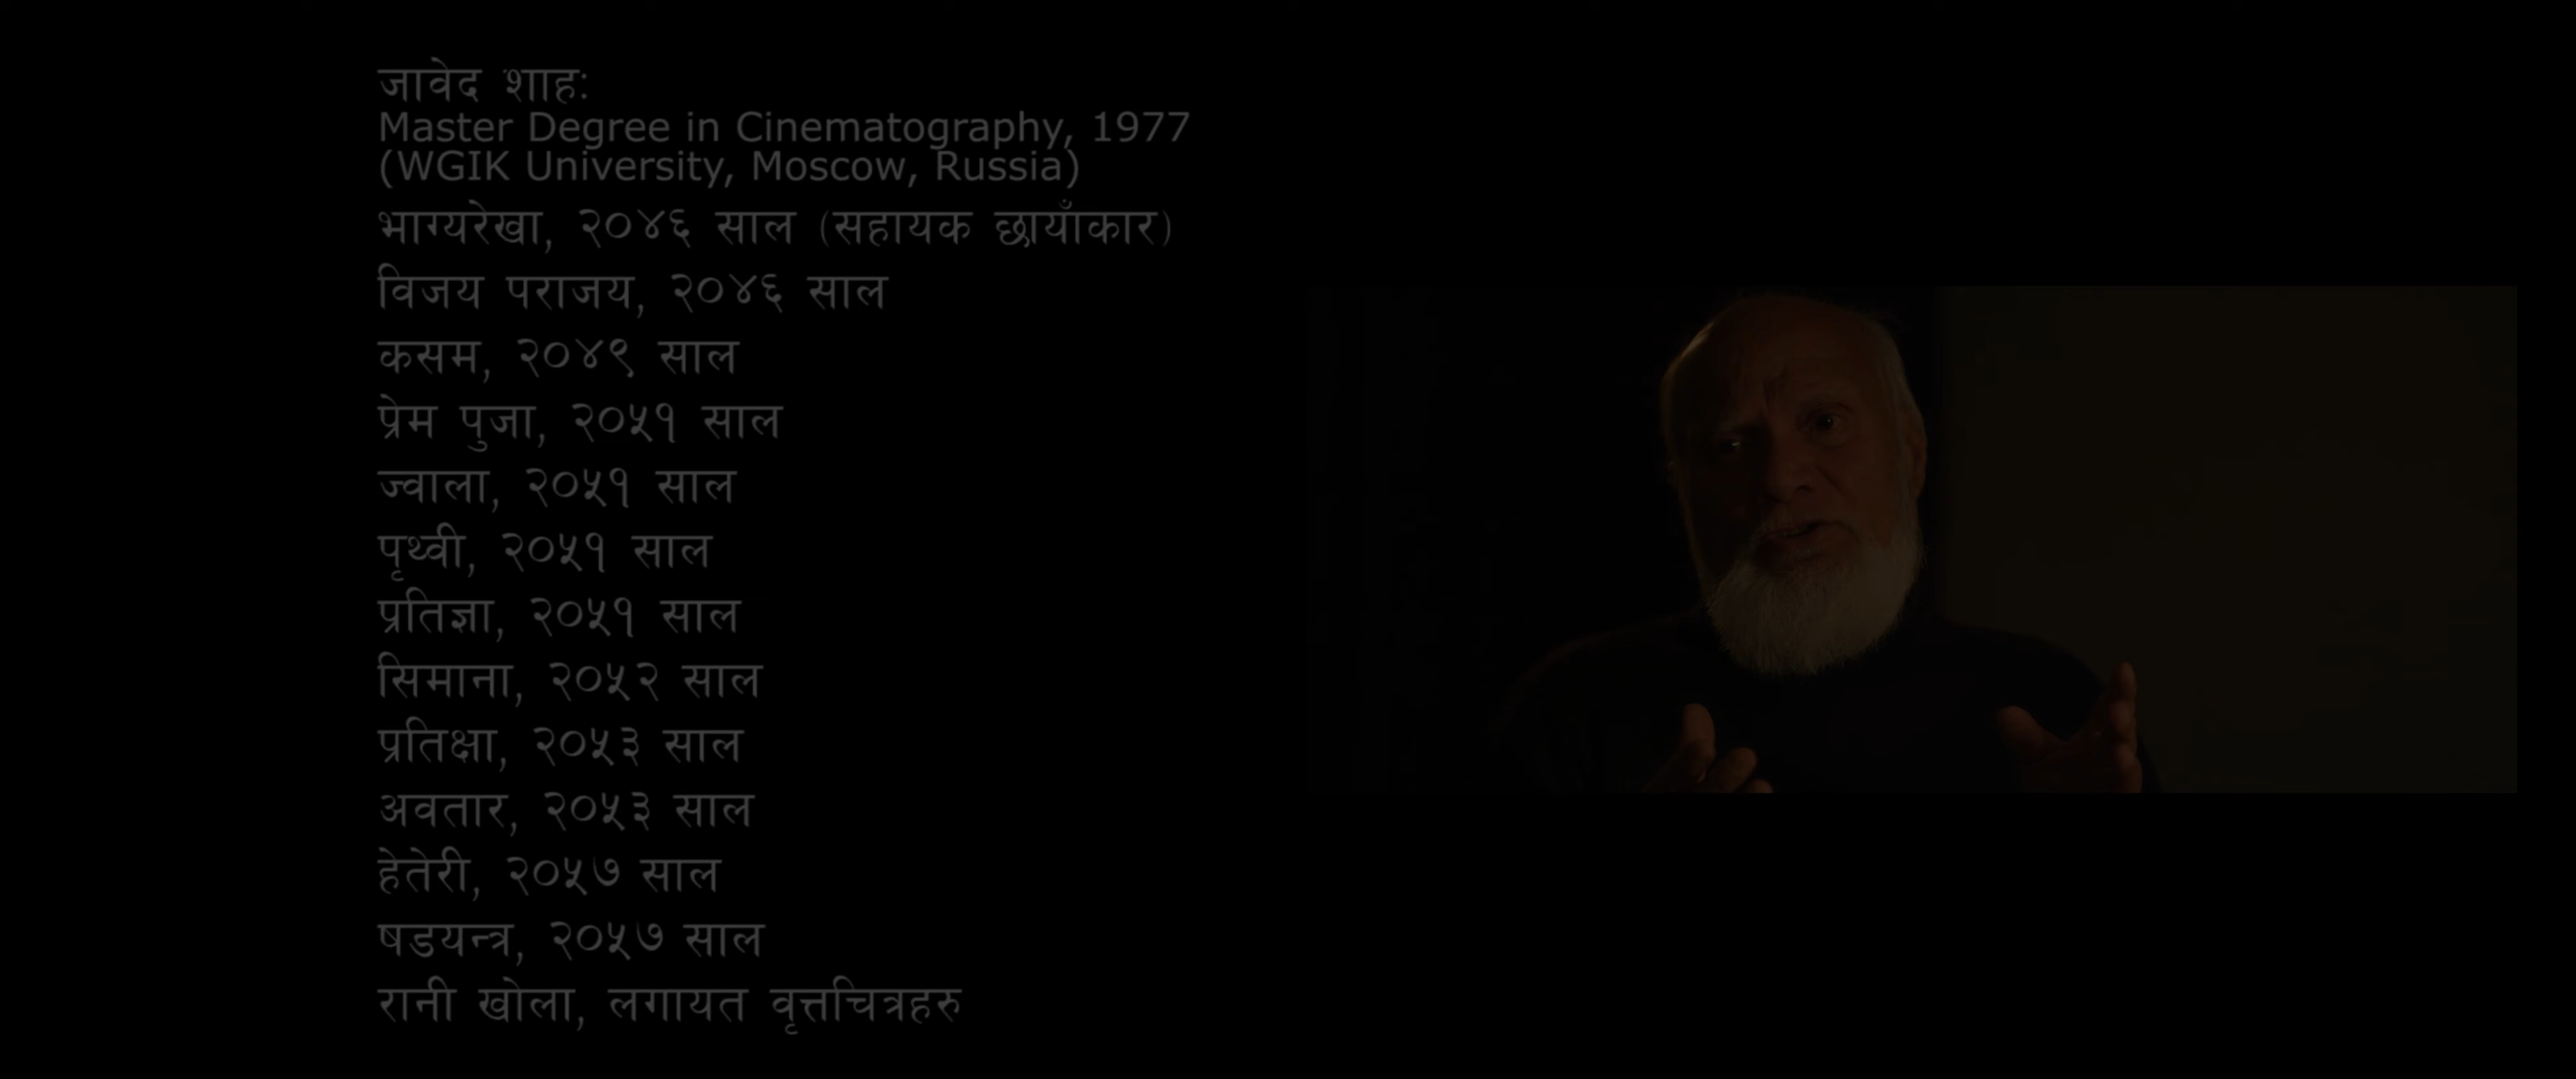 जावेद शाहः
Master Degree in Cinematography, 1977
(WGIK University, Moscow, Russia)
भाग्यरेखा, २०४६ साल (सहायक छायाँकार)
विजय पराजय, २०४६ साल
कसम, २०४९ साल
प्रेम पुजा, २०५१ साल
ज्वाला, २०५१ साल
पृथ्वी, २०५१ साल
प्रतिज्ञा, २०५१ साल
सिमाना, २०५२ साल
प्रतिक्षा, २०५३ साल
अवतार, २०५३ साल
हेतेरी, २०५७ साल
षडयन्त्र, २०५७ साल
रानी खोला, लगायत वृत्तचित्रहरु